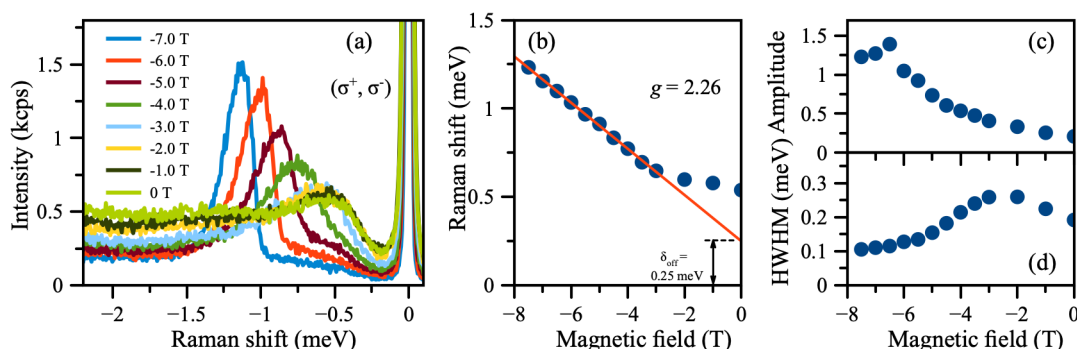 (a)
(σ⁺, σ⁻)
-7.0 T
-6.0 T
-5.0 T
-4.0 T
-3.0 T
-2.0 T
-1.0 T
0 T
Intensity (kcps)
1.5
1
0.5
0
−2
−1.5
−1
−0.5
0
Raman shift (meV)
(b)
g = 2.26
δoff =
0.25 meV
Raman shift (meV)
1.5
1
0.5
0
−8
−6
−4
−2
0
Magnetic field (T)
(c)
Amplitude
1.5
1
0.5
0
(d)
HWHM (meV)
0.3
0.2
0.1
0
−8
−6
−4
−2
0
Magnetic field (T)